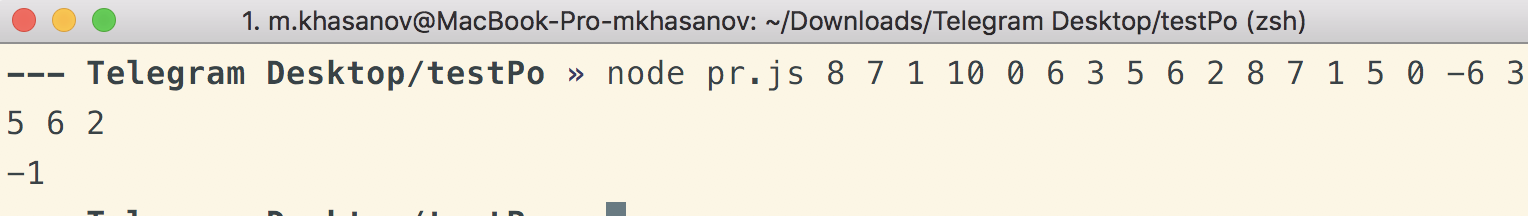 1. m.khasanov@MacBook-Pro-mkhasanov: ~/Downloads/Telegram Desktop/testPo (zsh)
--- Telegram Desktop/testPo » node pr.js 8 7 1 10 0 6 3 5 6 2 8 7 1 5 0 -6 3
5 6 2
-1